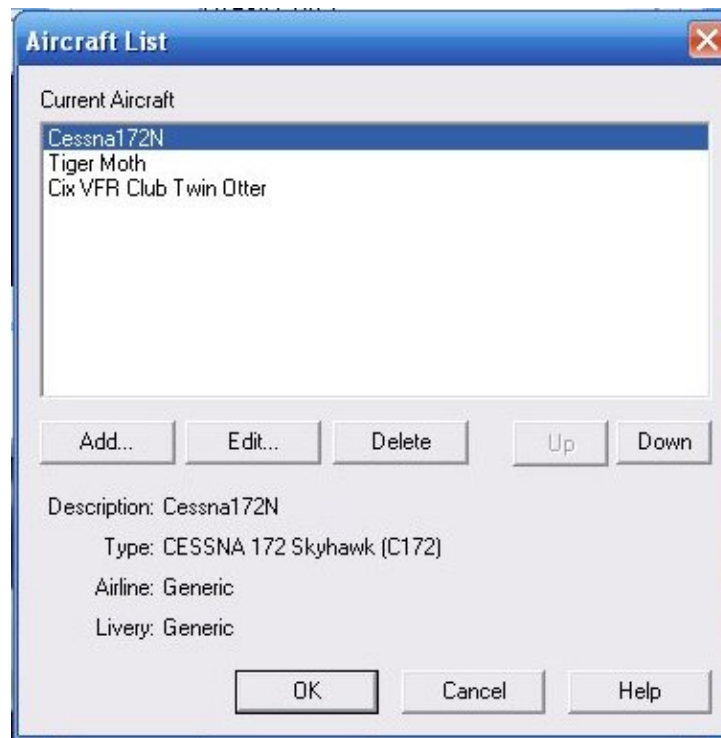 Aircraft List
Current Aircraft
Cessna172N
Tiger Moth
Cix VFR Club Twin Otter
Add... Edit... Delete Up Down
Description: Cessna172N
Type: CESSNA 172 Skyhawk (C172)
Airline: Generic
Livery: Generic
OK Cancel Help